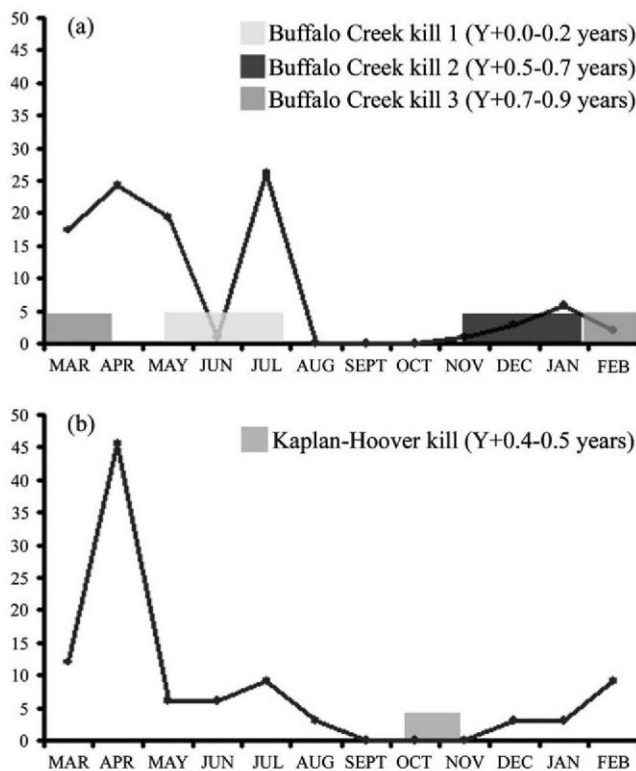 (a)
Buffalo Creek kill 1 (Y+0.0-0.2 years)
Buffalo Creek kill 2 (Y+0.5-0.7 years)
Buffalo Creek kill 3 (Y+0.7-0.9 years)
50
45
40
35
30
25
20
15
10
5
0
MAR APR MAY JUN JUL AUG SEPT OCT NOV DEC JAN FEB
(b)
Kaplan-Hoover kill (Y+0.4-0.5 years)
50
45
40
35
30
25
20
15
10
5
0
MAR APR MAY JUN JUL AUG SEPT OCT NOV DEC JAN FEB